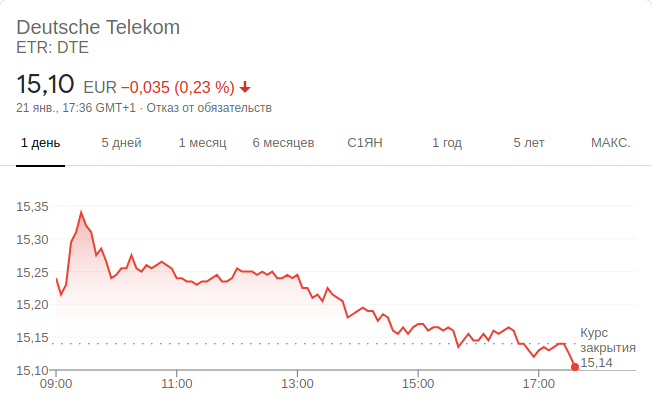 Deutsche Telekom
ETR: DTE
15,10 EUR −0,035 (0,23 %)
21 янв., 17:36 GMT+1 · Отказ от обязательств
1 день 5 дней 1 месяц 6 месяцев С1ЯН 1 год 5 лет МАКС.
15,35
15,30
15,25
15,20
15,15
15,10
Курс
закрытия
15,14
09:00 11:00 13:00 15:00 17:00